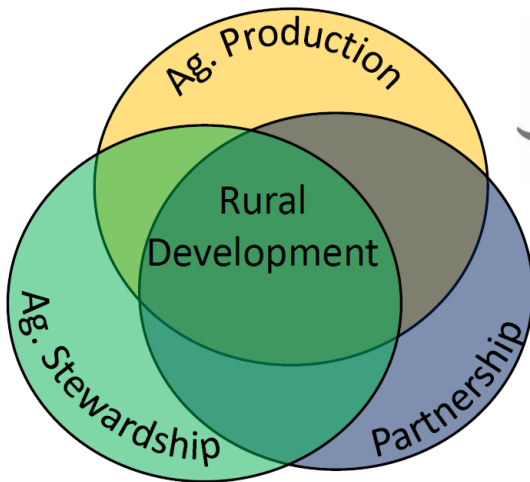 Ag. Production
Rural
Development
Ag. Stewardship
Partnership